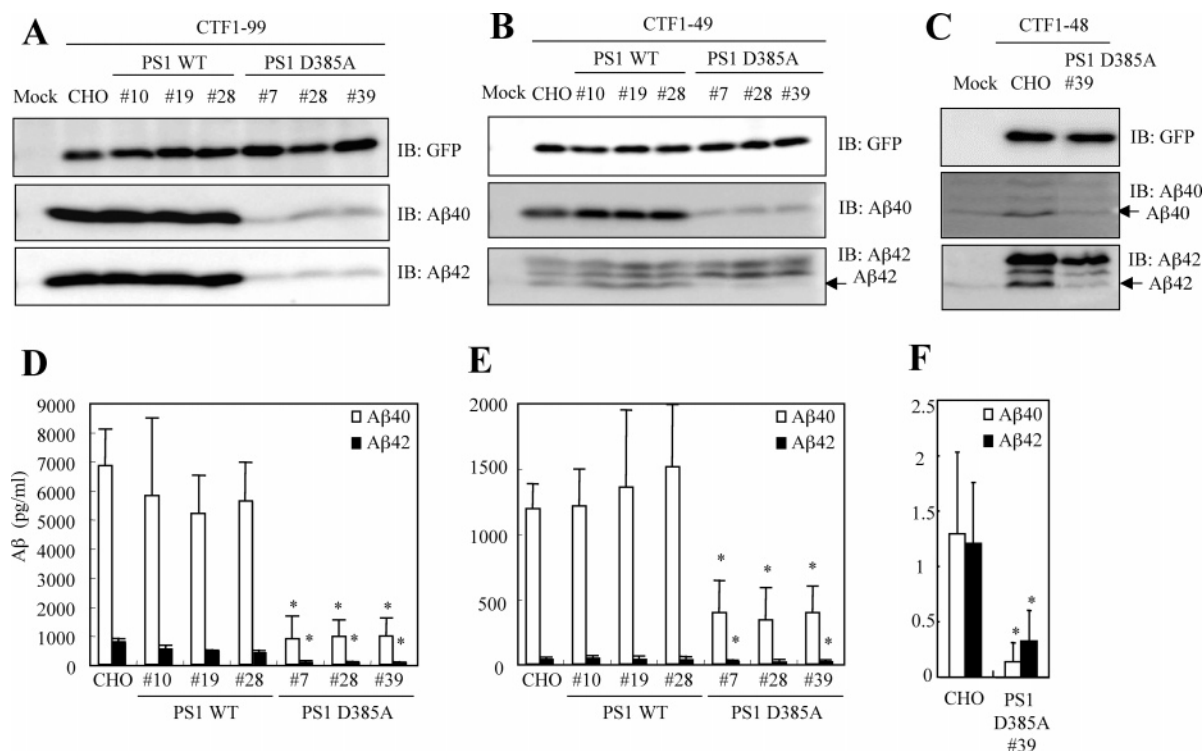 A
CTF1-99
PS1 WT
PS1 D385A
Mock
CHO
#10
#19
#28
#7
#28
#39
IB: GFP
IB: Aβ40
IB: Aβ42
B
CTF1-49
PS1 WT
PS1 D385A
Mock
CHO
#10
#19
#28
#7
#28
#39
IB: GFP
IB: Aβ40
IB: Aβ42
Aβ42
C
CTF1-48
Mock
CHO
PS1 D385A
#39
IB: GFP
IB: Aβ40
Aβ40
IB: Aβ42
Aβ42
D
Aβ (pg/ml)
9000
8000
7000
6000
5000
4000
3000
2000
1000
0
Aβ40
Aβ42
* * * * * *
CHO
#10
#19
#28
#7
#28
#39
PS1 WT
PS1 D385A
E
2000
1500
1000
500
0
Aβ40
Aβ42
* * * * *
CHO
#10
#19
#28
#7
#28
#39
PS1 WT
PS1 D385A
F
2.5
2
1.5
1
0.5
0
Aβ40
Aβ42
* *
CHO
PS1
D385A
#39